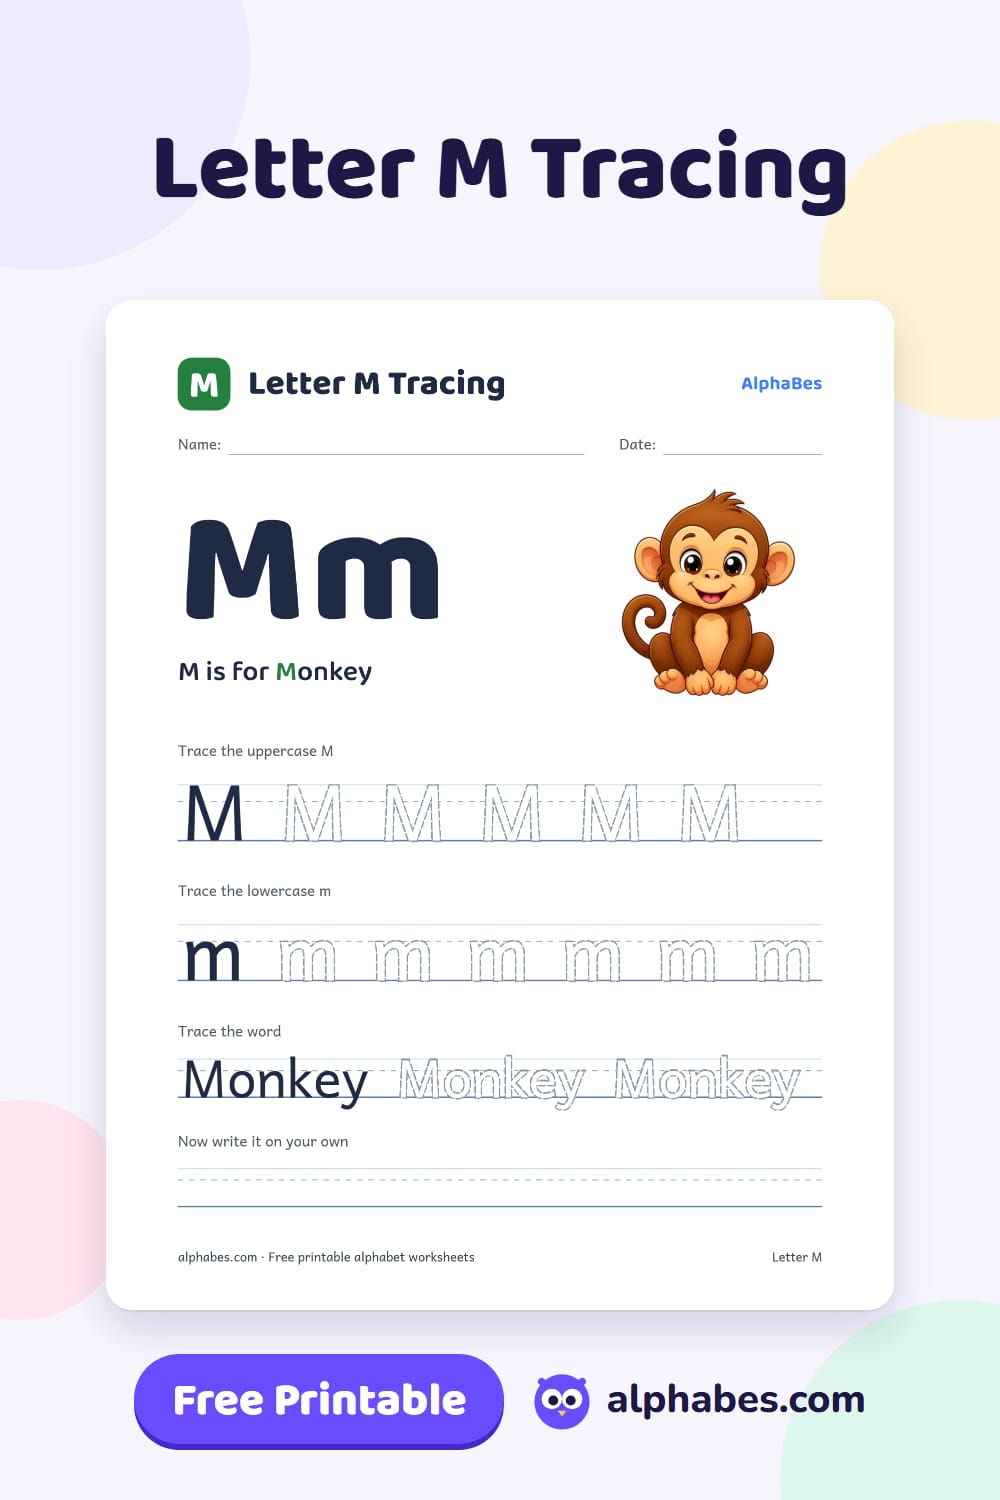 Letter M Tracing
M Letter M Tracing AlphaBes
Name: Date:
Mm
M is for Monkey
Trace the uppercase M
M M M M M M
Trace the lowercase m
m m m m m m m
Trace the word
Monkey Monkey Monkey
Now write it on your own
alphabes.com · Free printable alphabet worksheets Letter M
Free Printable alphabes.com